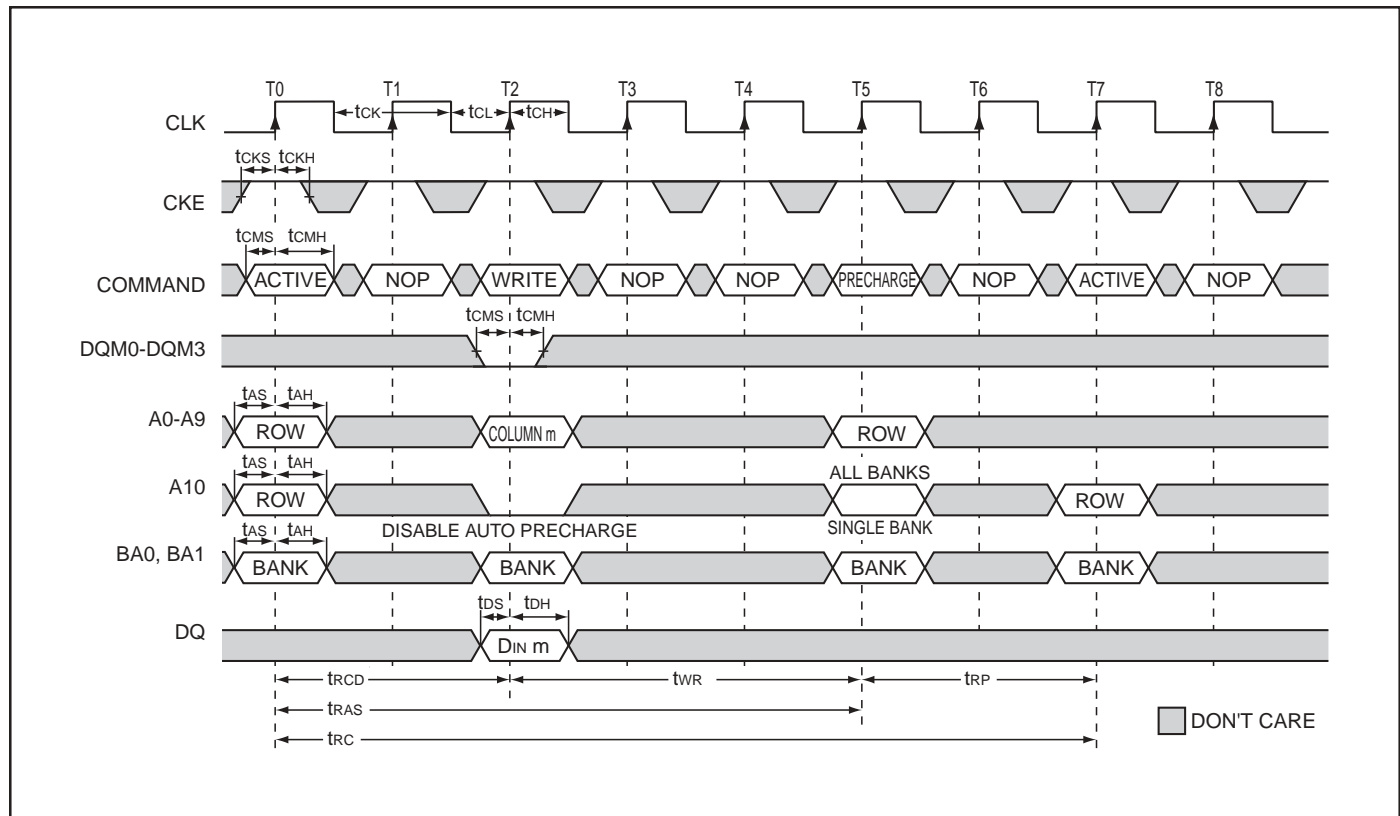 T0 T1 T2 T3 T4 T5 T6 T7 T8
CLK tCK tCL tCH
tCKS tCKH
CKE
tCMS tCMH
COMMAND ACTIVE NOP WRITE NOP NOP PRECHARGE NOP ACTIVE NOP
tCMS tCMH
DQM0-DQM3
tAS tAH
A0-A9 ROW COLUMN m ROW
tAS tAH ALL BANKS
A10 ROW ROW
DISABLE AUTO PRECHARGE SINGLE BANK
tAS tAH
BA0, BA1 BANK BANK BANK BANK
tDS tDH
DQ DIN m
tRCD tWR tRP
tRAS
tRC
DON'T CARE